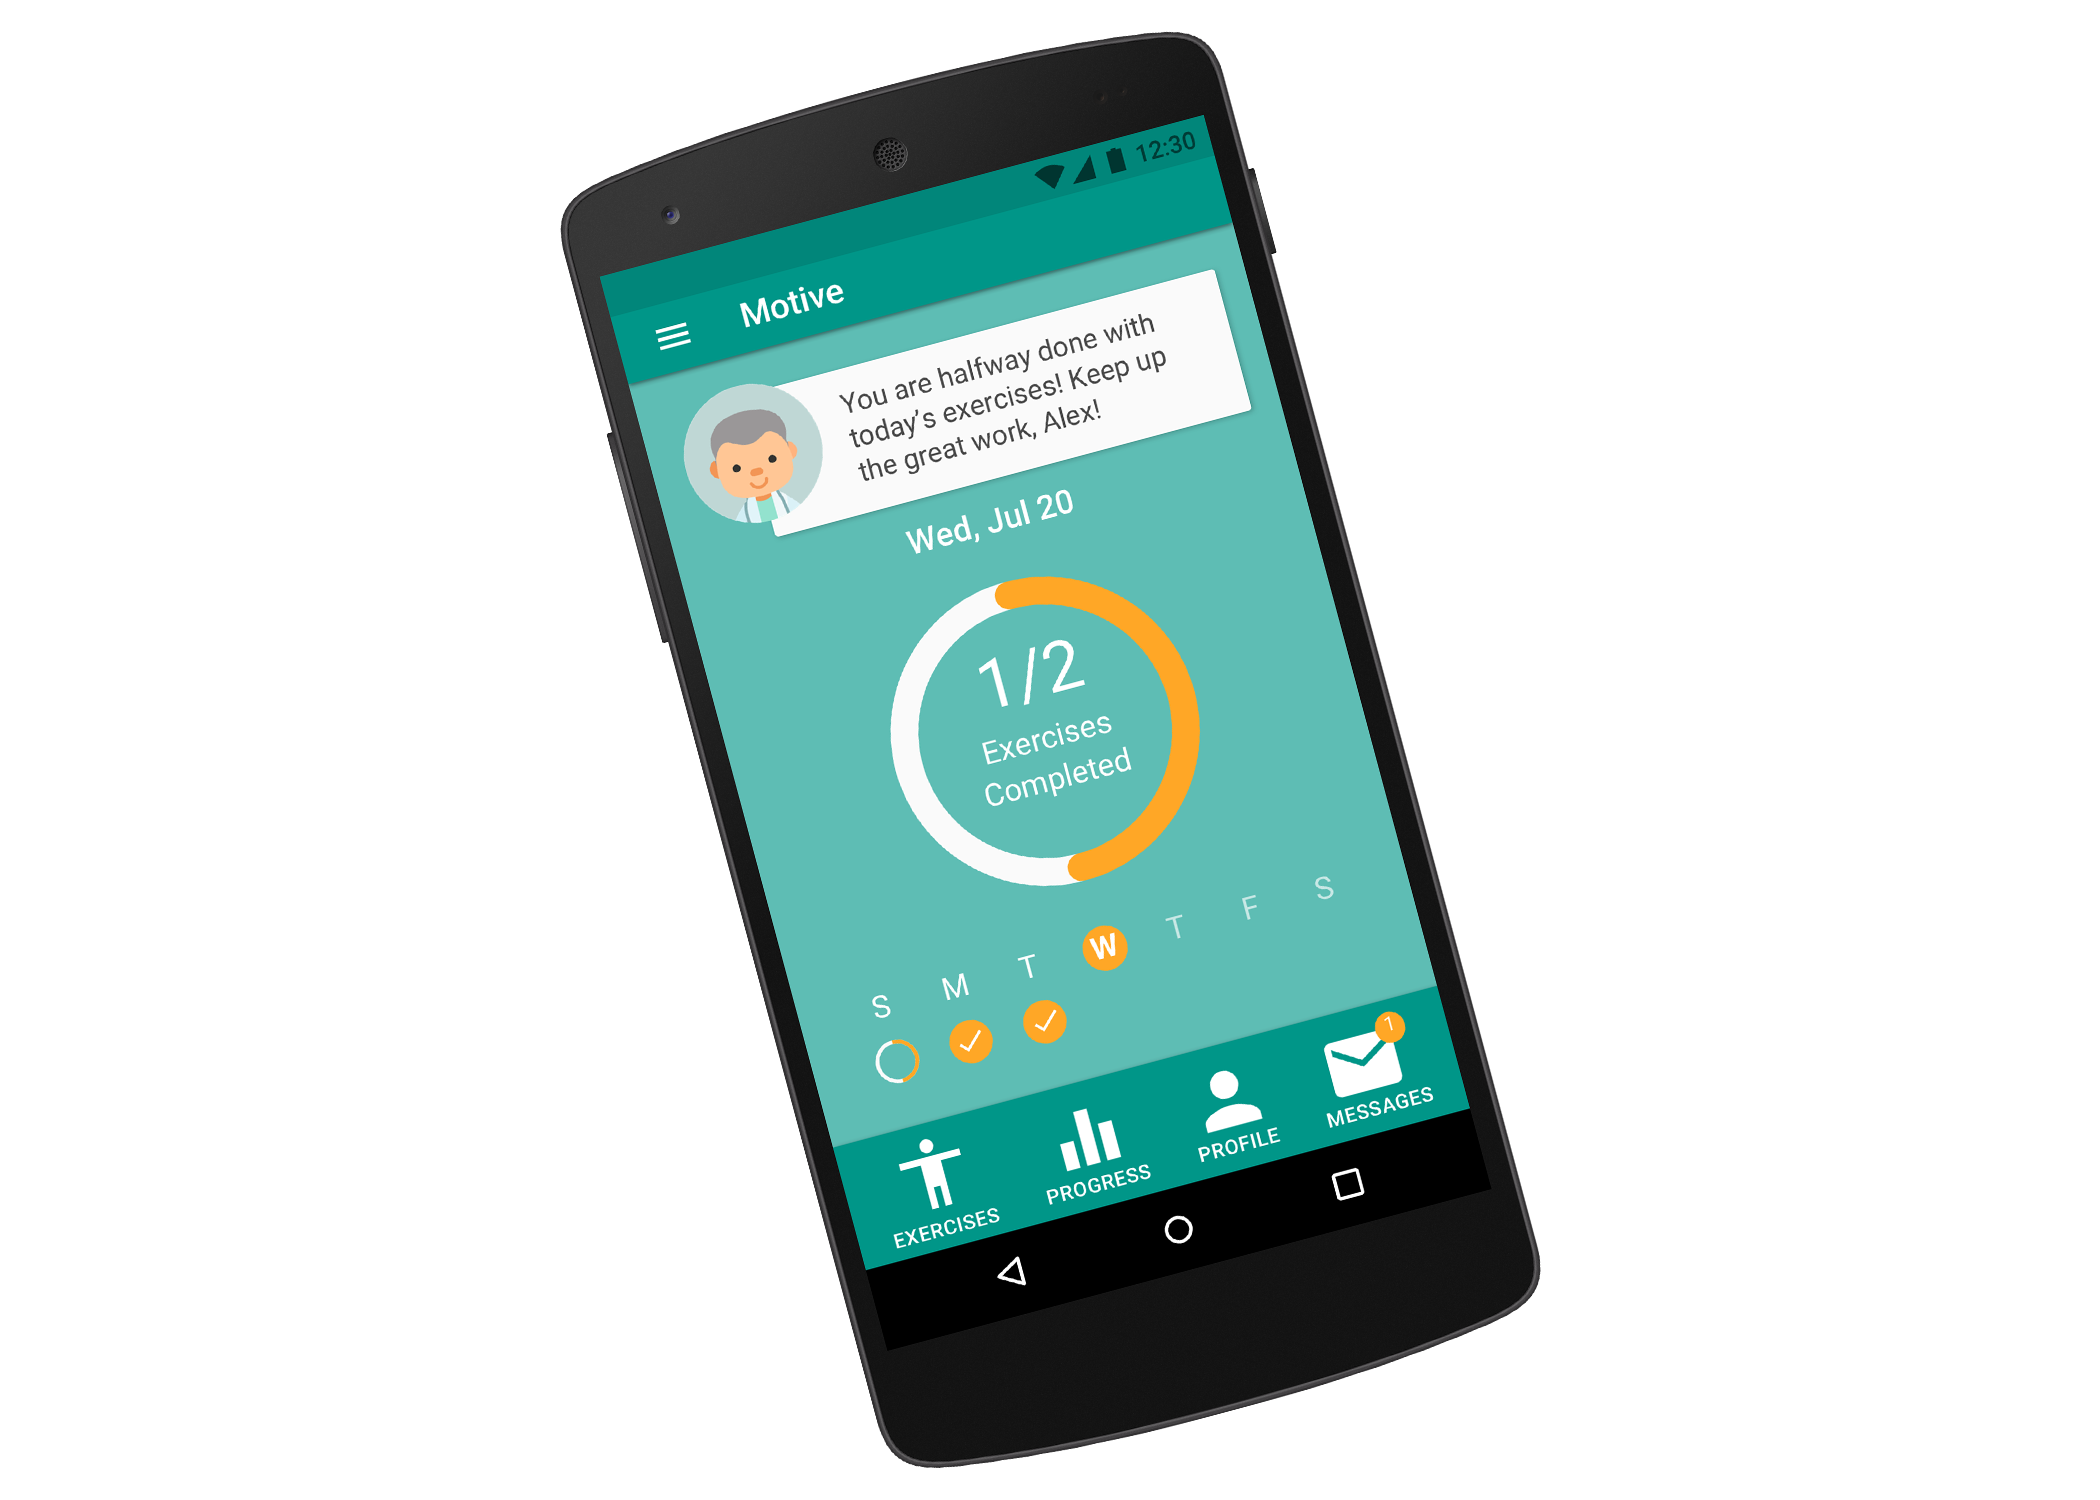 12:30
Motive
You are halfway done with
today's exercises! Keep up
the great work, Alex!
Wed, Jul 20
1/2
Exercises
Completed
S M T W T F S
1
EXERCISES PROGRESS PROFILE MESSAGES